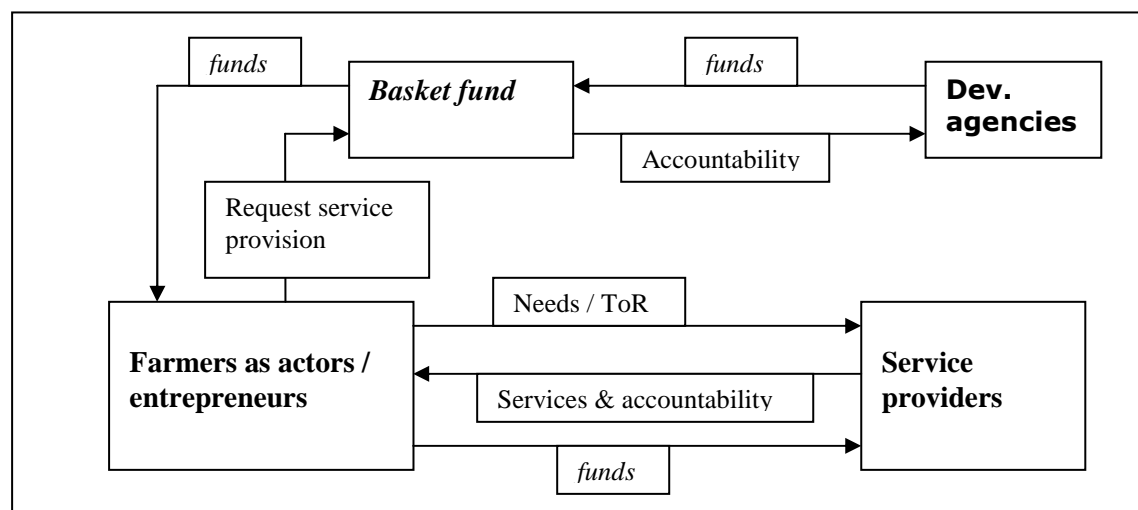 funds
funds
Basket fund
Dev.
agencies
Accountability
Request service
provision
Needs / ToR
Farmers as actors /
entrepreneurs
Service
providers
Services & accountability
funds